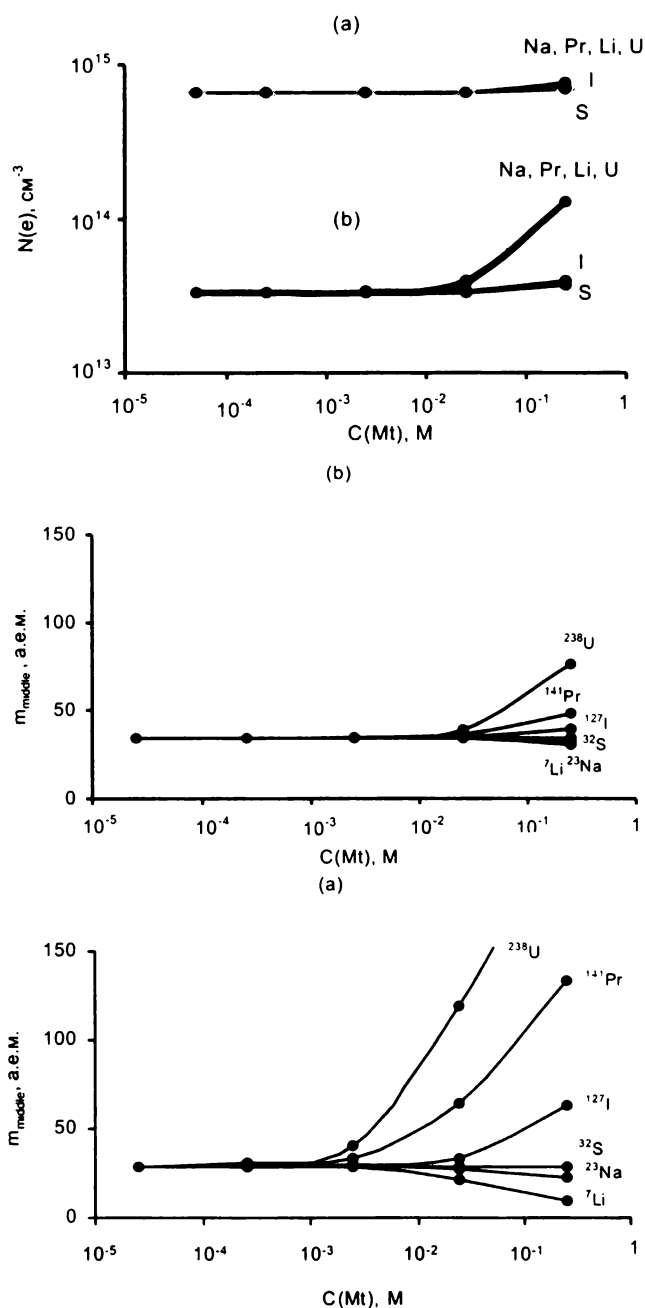 (a)
Na, Pr, Li, U
10¹⁵
I
S
Na, Pr, Li, U
10¹⁴
(b)
I
S
10¹³
N(e), см⁻³
10⁻⁵ 10⁻⁴ 10⁻³ 10⁻² 10⁻¹ 1
C(Mt), M
(b)
150
²³⁸U
100
¹⁴¹Pr
¹²⁷I
50
³²S
⁷Li ²³Na
0
m middle , a.e.м.
10⁻⁵ 10⁻⁴ 10⁻³ 10⁻² 10⁻¹ 1
C(Mt), M
(a)
150
²³⁸U
¹⁴¹Pr
100
¹²⁷I
50
³²S
²³Na
⁷Li
0
m middle, a.e.м.
10⁻⁵ 10⁻⁴ 10⁻³ 10⁻² 10⁻¹ 1
C(Mt), M